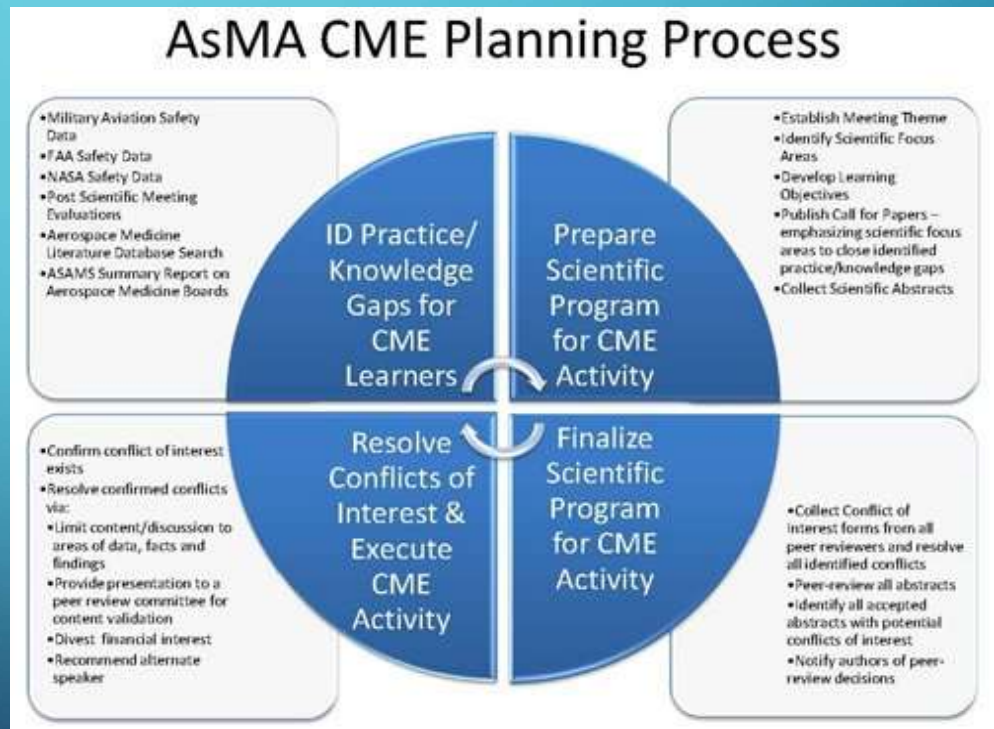 AsMA CME Planning Process
•Military Aviation Safety
Data
•FAA Safety Data
•NASA Safety Data
•Post Scientific Meeting
Evaluations
•Aerospace Medicine
Literature Database Search
•ASAMS Summary Report on
Aerospace Medicine Boards
ID Practice/
Knowledge
Gaps for
CME
Learners
Prepare
Scientific
Program
for CME
Activity
•Establish Meeting Theme
•Identify Scientific Focus
Areas
•Develop Learning
Objectives
•Publish Call for Papers –
emphasizing scientific focus
areas to close identified
practice/knowledge gaps
•Collect Scientific Abstracts
•Confirm conflict of interest
exists
•Resolve confirmed conflicts
via:
•Limit content/discussion to
areas of data, facts and
findings
•Provide presentation to a
peer review committee for
content validation
•Divest financial interest
•Recommend alternate
speaker
Resolve
Conflicts of
Interest &
Execute
CME
Activity
Finalize
Scientific
Program
for CME
Activity
•Collect Conflict of
Interest forms from all
peer reviewers and resolve
all identified conflicts
•Peer-review all abstracts
•Identify all accepted
abstracts with potential
conflicts of interest
•Notify authors of peer-
review decisions